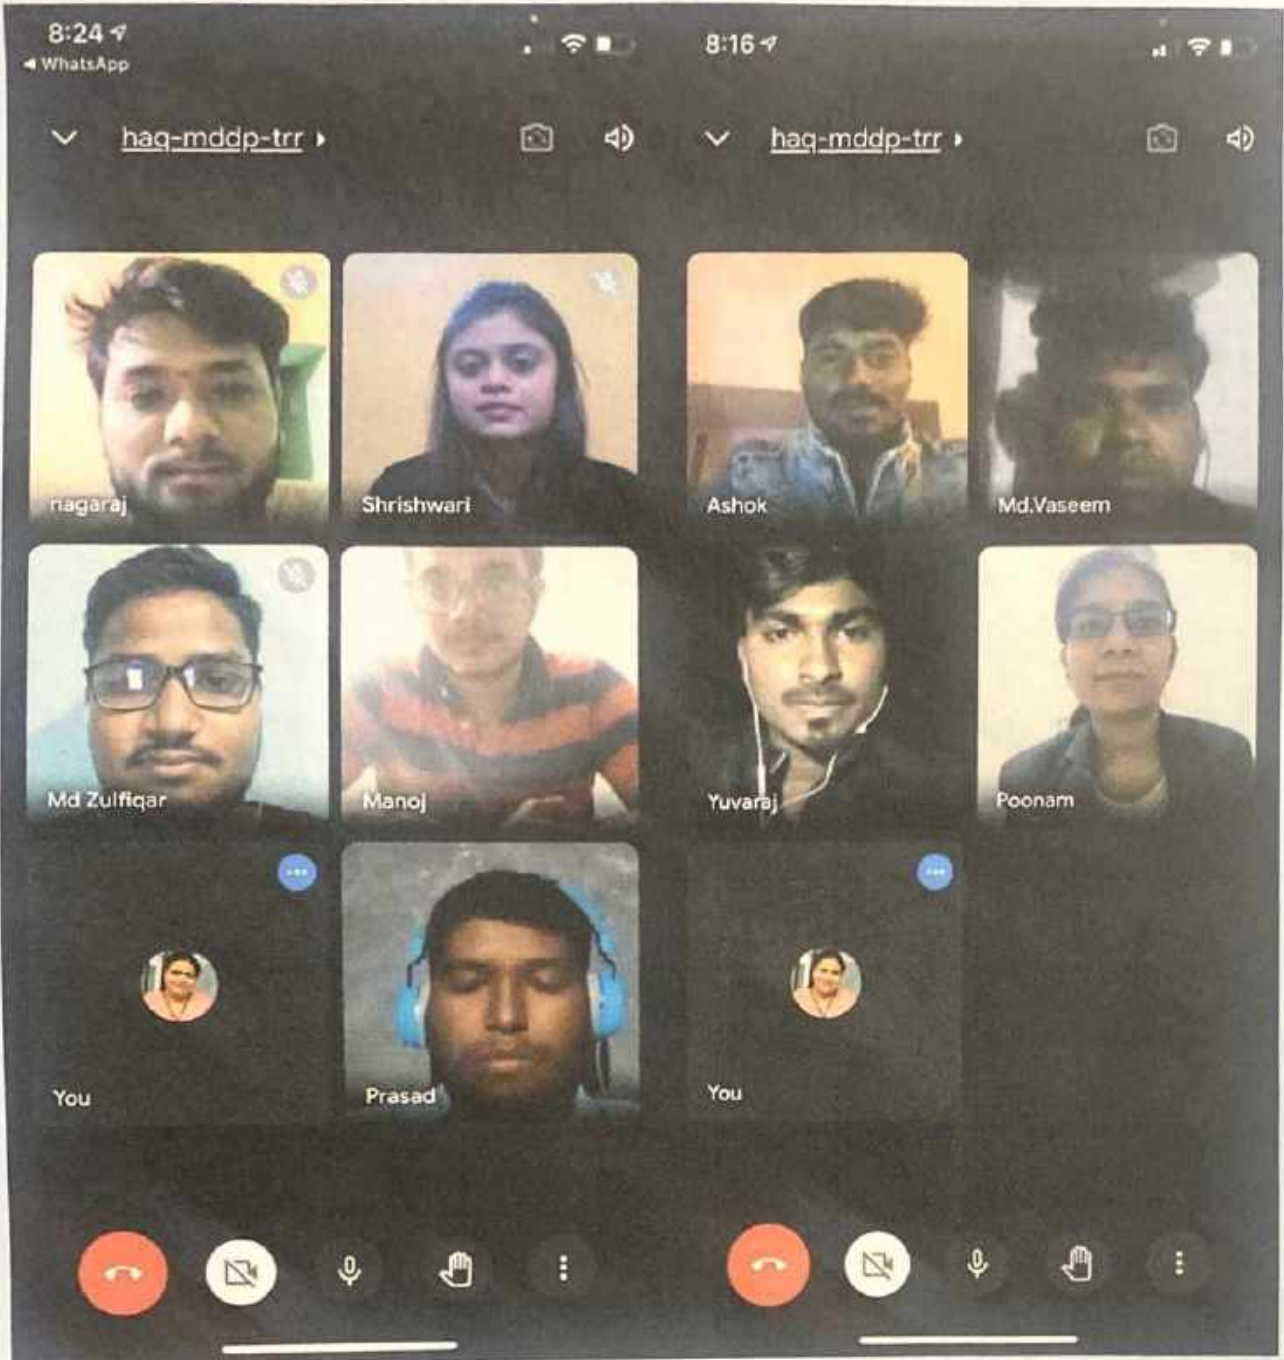 8:24
◀ WhatsApp
haq-mddp-trr
nagaraj
Shrishwari
Md Zulfiqar
Manoj
You
Prasad
8:16
haq-mddp-trr
Ashok
Md.Vaseem
Yuvaraj
Poonam
You